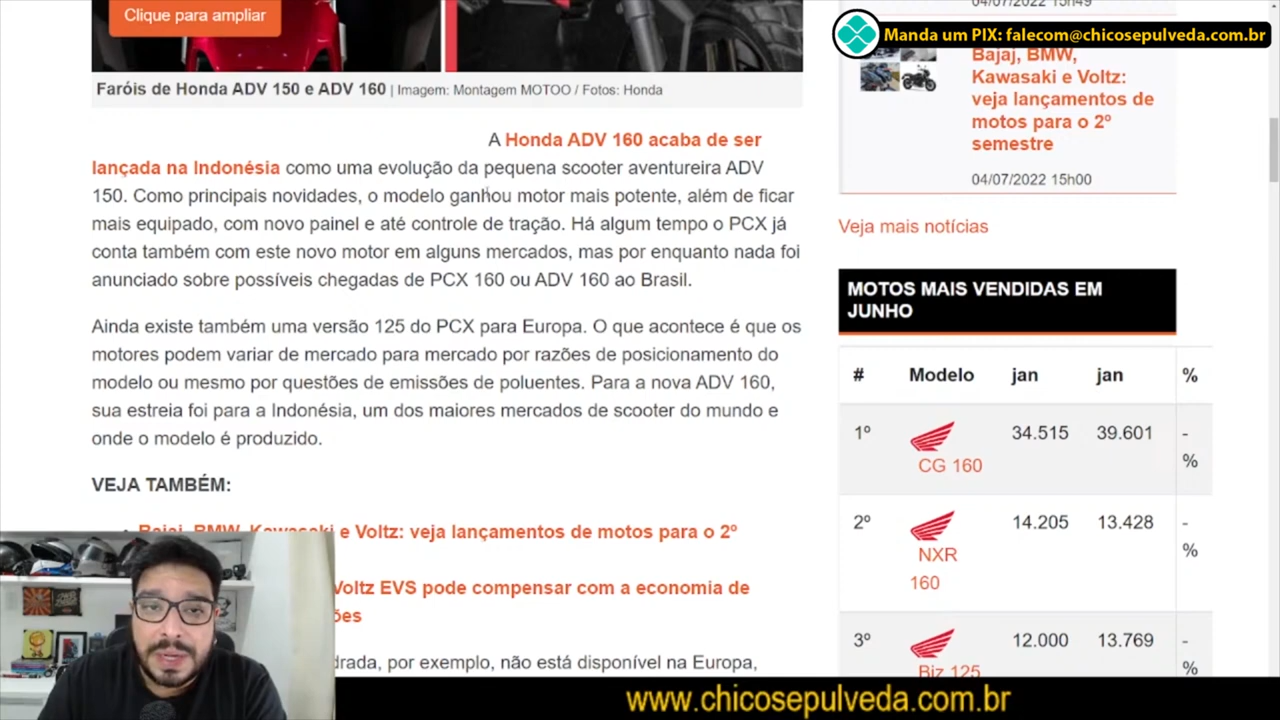 Clique para ampliar
Faróis de Honda ADV 150 e ADV 160 | Imagem: Montagem MOTOO / Fotos: Honda
A Honda ADV 160 acaba de ser
lançada na Indonésia como uma evolução da pequena scooter aventureira ADV
150. Como principais novidades, o modelo ganhou motor mais potente, além de ficar
mais equipado, com novo painel e até controle de tração. Há algum tempo o PCX já
conta também com este novo motor em alguns mercados, mas por enquanto nada foi
anunciado sobre possíveis chegadas de PCX 160 ou ADV 160 ao Brasil.
Ainda existe também uma versão 125 do PCX para Europa. O que acontece é que os
motores podem variar de mercado para mercado por razões de posicionamento do
modelo ou mesmo por questões de emissões de poluentes. Para a nova ADV 160,
sua estreia foi para a Indonésia, um dos maiores mercados de scooter do mundo e
onde o modelo é produzido.
VEJA TAMBÉM:
Bajaj, BMW, Kawasaki e Voltz: veja lançamentos de motos para o 2º
Voltz EVS pode compensar com a economia de
ões
drada, por exemplo, não está disponível na Europa,
04/07/2022 15h49
Manda um PIX: falecom@chicosepulveda.com.br
Bajaj, BMW,
Kawasaki e Voltz:
veja lançamentos de
motos para o 2º
semestre
04/07/2022 15h00
Veja mais notícias
MOTOS MAIS VENDIDAS EM
JUNHO
# Modelo jan jan %
1º 34.515 39.601 -
CG 160 %
2º 14.205 13.428 -
NXR %
160
3º 12.000 13.769 -
Biz 125 %
www.chicosepulveda.com.br